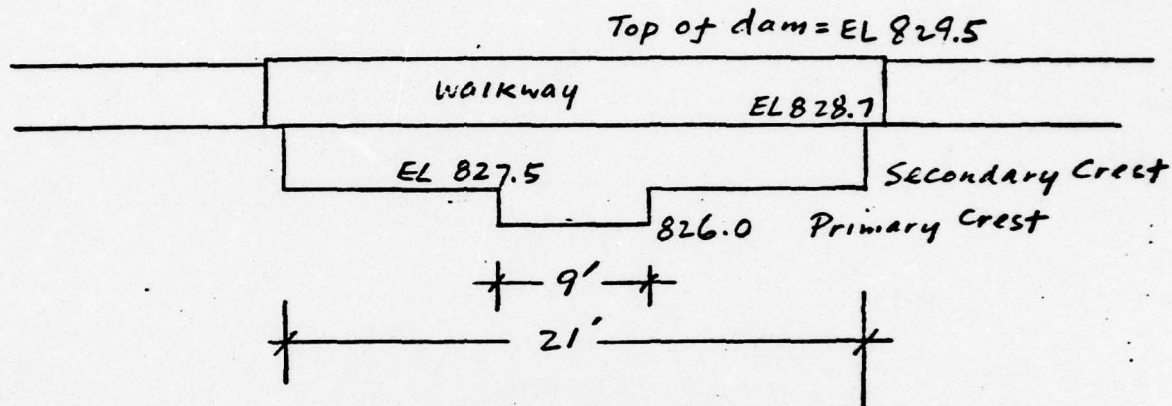 Top of dam = EL 829.5
Walkway
EL 828.7
EL 827.5
Secondary Crest
826.0 Primary Crest
9'
21'